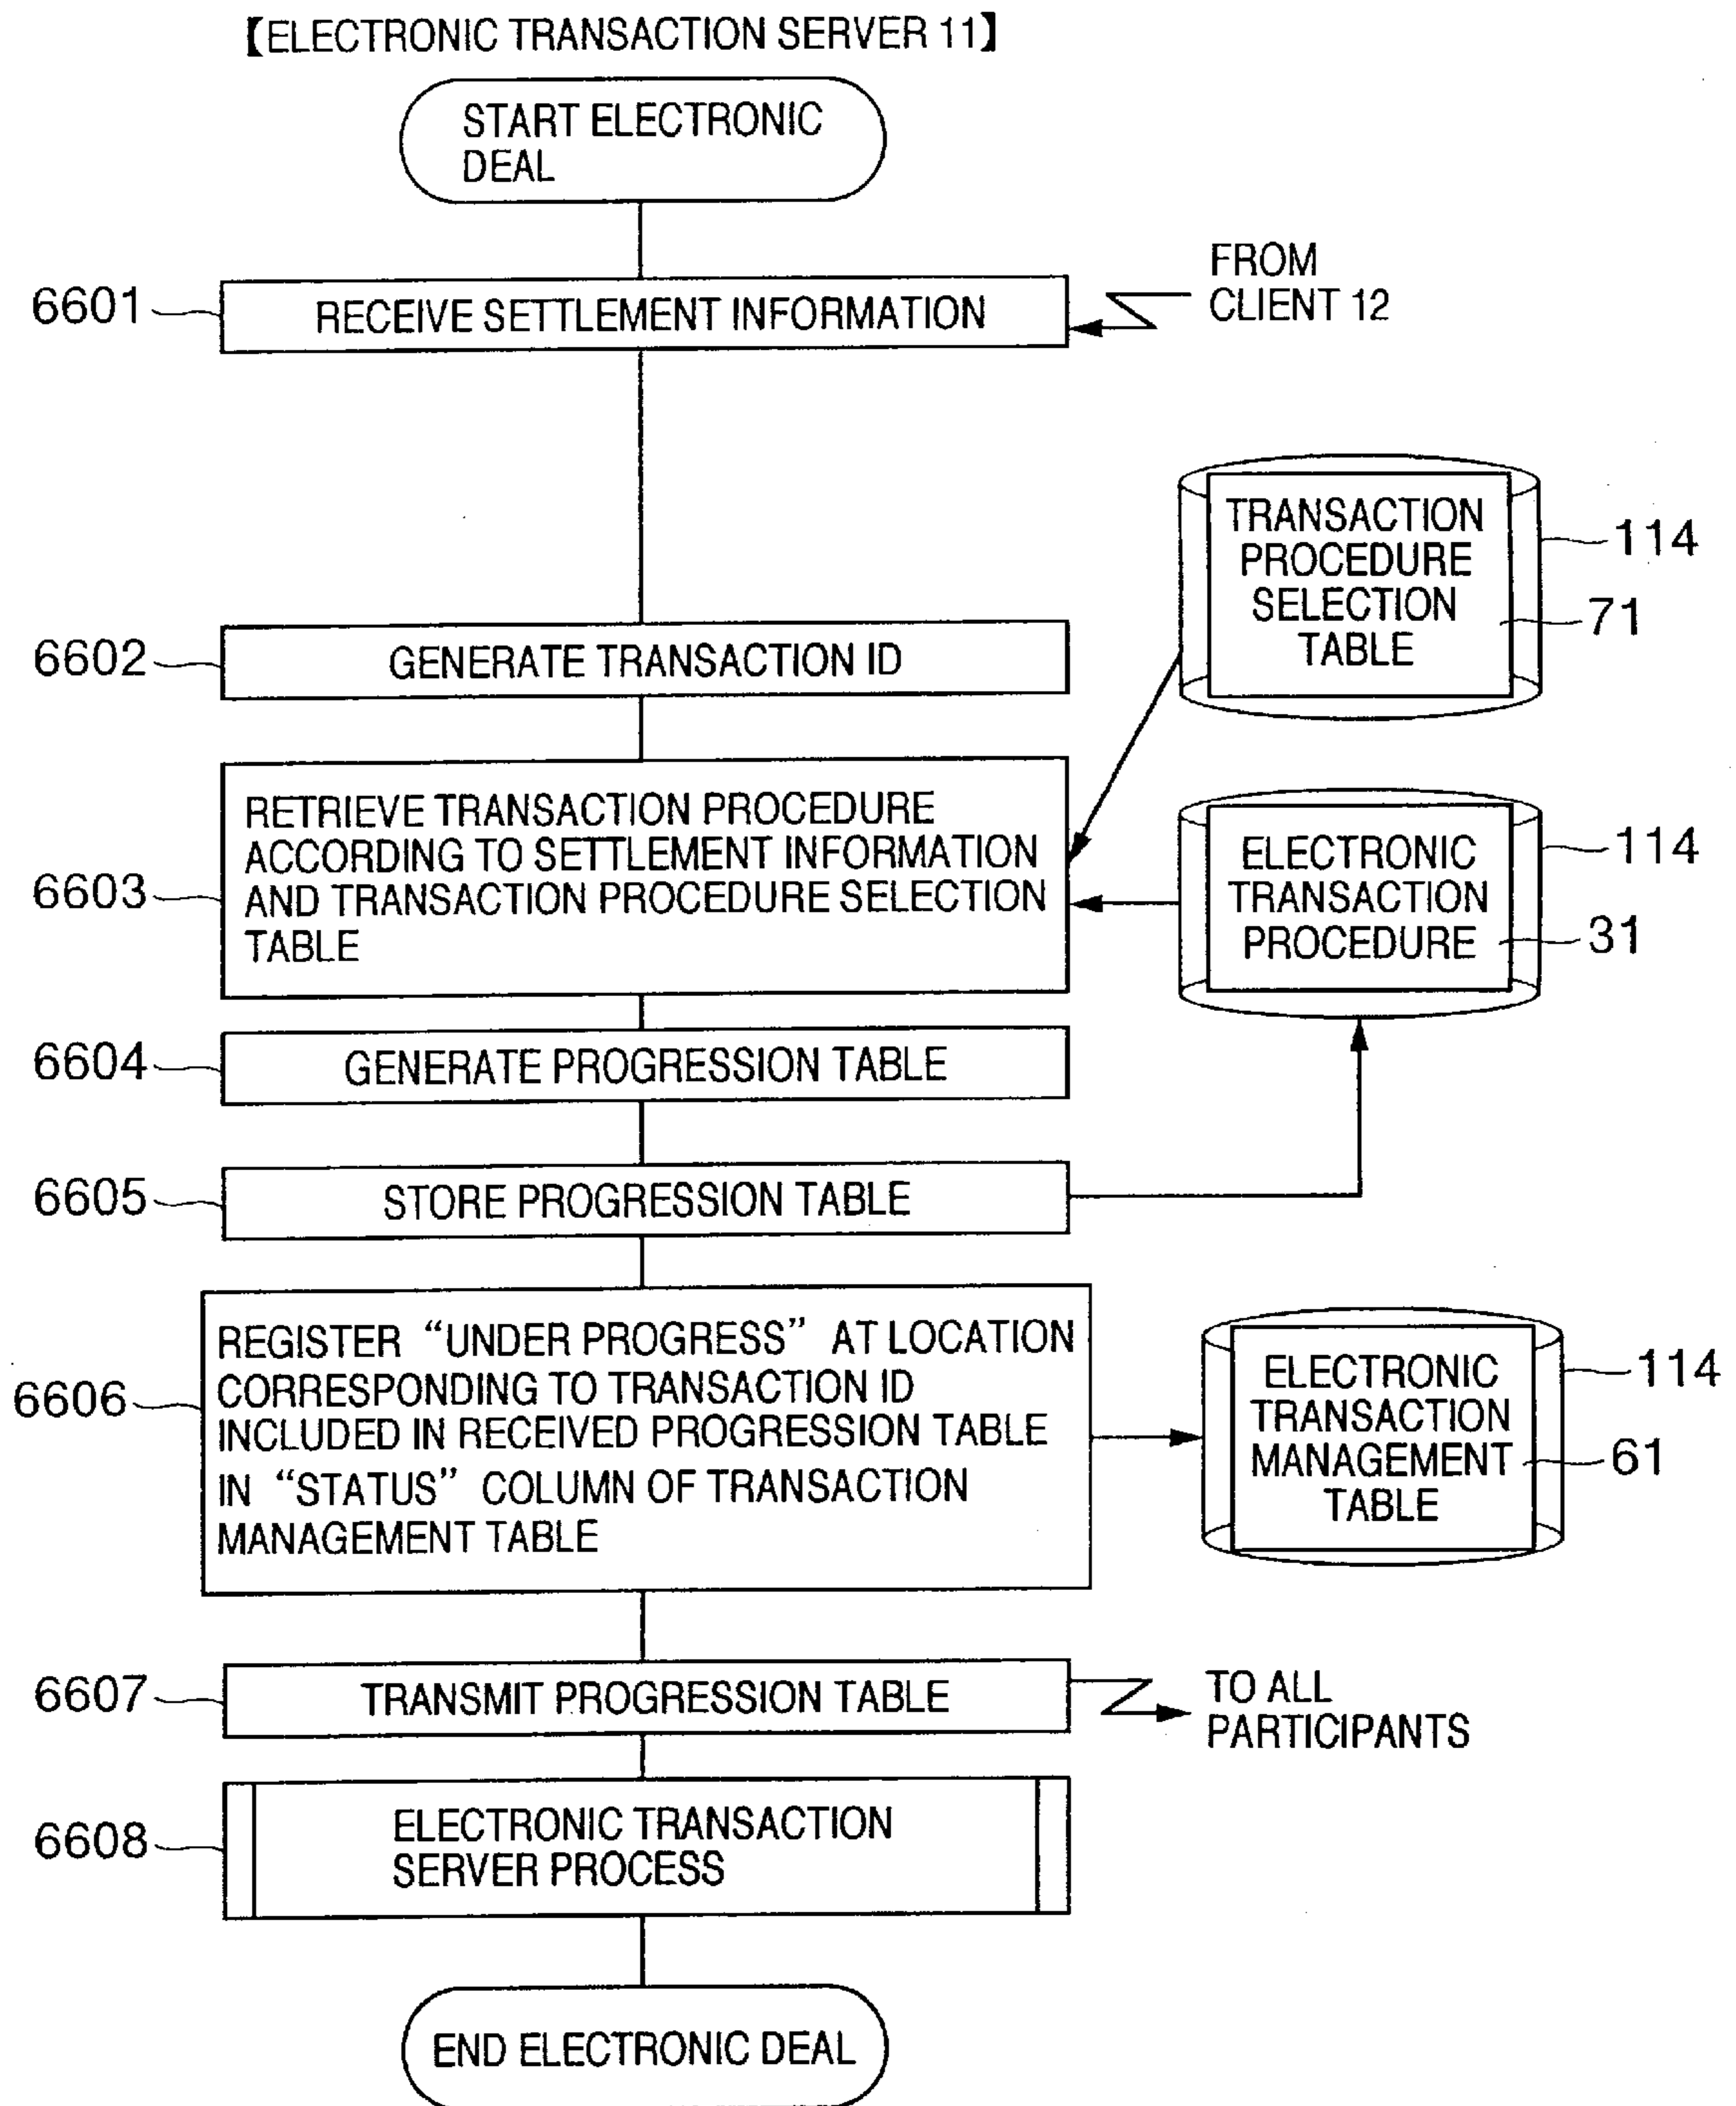 【ELECTRONIC TRANSACTION SERVER 11】
START ELECTRONIC
DEAL
FROM
CLIENT 12
6601
RECEIVE SETTLEMENT INFORMATION
TRANSACTION
PROCEDURE
SELECTION
TABLE
114
71
6602
GENERATE TRANSACTION ID
6603
RETRIEVE TRANSACTION PROCEDURE
ACCORDING TO SETTLEMENT INFORMATION
AND TRANSACTION PROCEDURE SELECTION
TABLE
ELECTRONIC
TRANSACTION
PROCEDURE
114
31
6604
GENERATE PROGRESSION TABLE
6605
STORE PROGRESSION TABLE
6606
REGISTER “UNDER PROGRESS” AT LOCATION
CORRESPONDING TO TRANSACTION ID
INCLUDED IN RECEIVED PROGRESSION TABLE
IN “STATUS” COLUMN OF TRANSACTION
MANAGEMENT TABLE
ELECTRONIC
TRANSACTION
MANAGEMENT
TABLE
114
61
6607
TRANSMIT PROGRESSION TABLE
TO ALL
PARTICIPANTS
6608
ELECTRONIC TRANSACTION
SERVER PROCESS
END ELECTRONIC DEAL